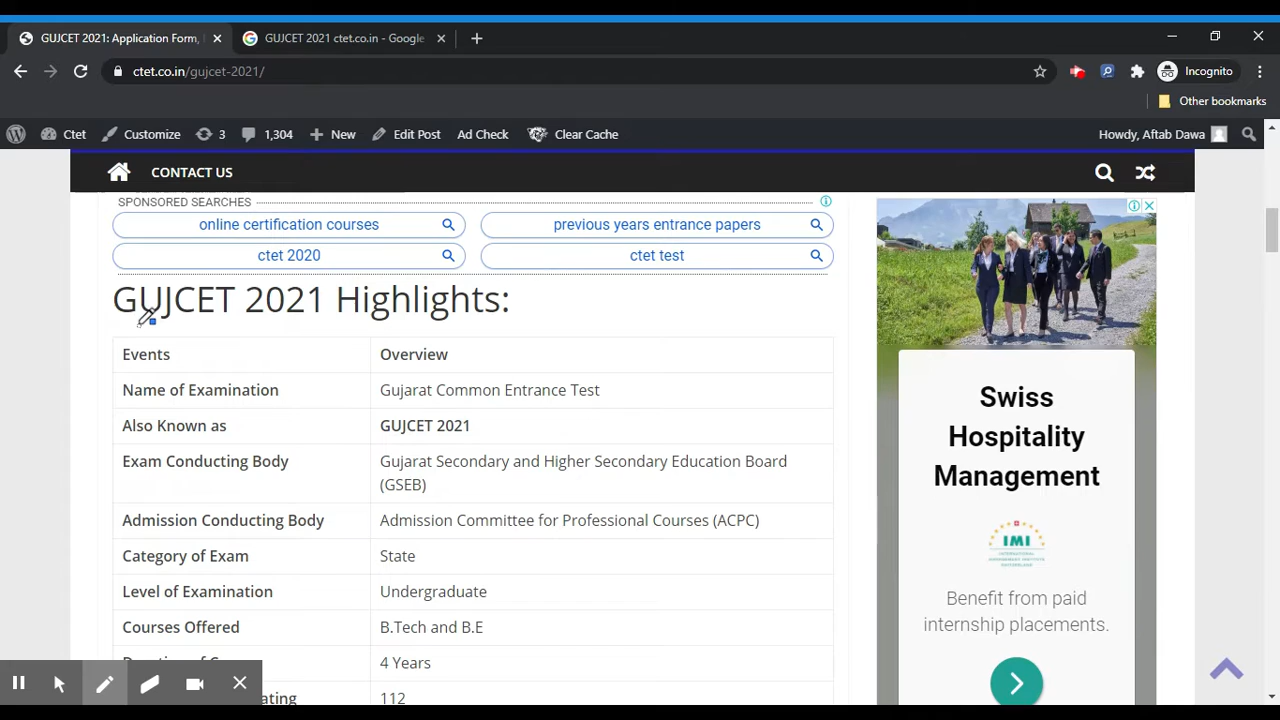 GUJCET 2021: Application Form,
GUJCET 2021 ctet.co.in - Google
ctet.co.in/gujcet-2021/
Incognito
Other bookmarks
Ctet
Customize
3
1,304
New
Edit Post
Ad Check
Clear Cache
Howdy, Aftab Dawa
CONTACT US
SPONSORED SEARCHES
online certification courses
previous years entrance papers
ctet 2020
ctet test
GUJCET 2021 Highlights:
Events Overview
Name of Examination Gujarat Common Entrance Test
Also Known as GUJCET 2021
Exam Conducting Body Gujarat Secondary and Higher Secondary Education Board
(GSEB)
Admission Conducting Body Admission Committee for Professional Courses (ACPC)
Category of Exam State
Level of Examination Undergraduate
Courses Offered B.Tech and B.E
4 Years
ating 112
Swiss
Hospitality
Management
IMI
Benefit from paid
internship placements.